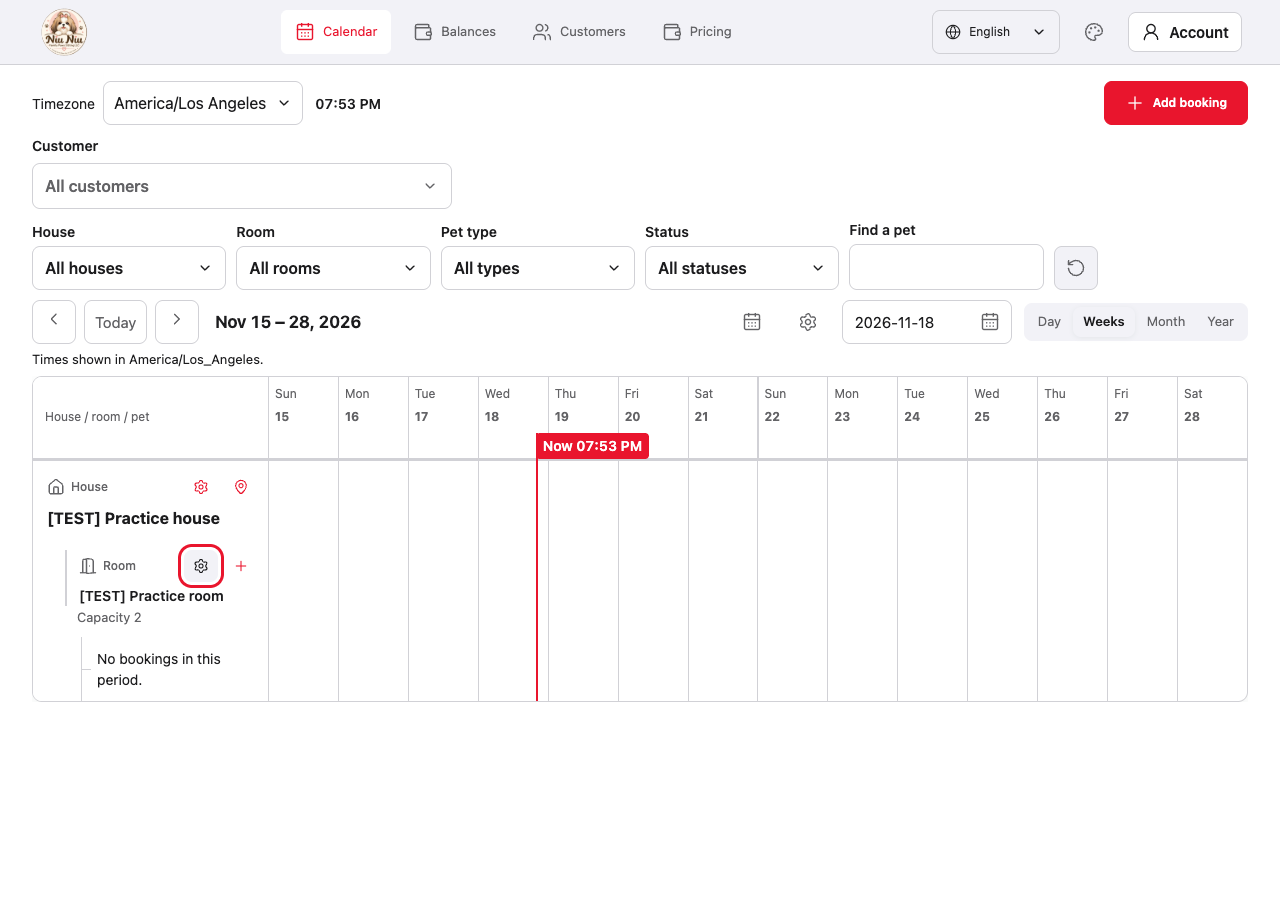 Niu Niu
Calendar
Balances
Customers
Pricing
English
Account
Timezone
America/Los Angeles
07:53 PM
Add booking
Customer
All customers
House
Room
Pet type
Status
Find a pet
All houses
All rooms
All types
All statuses
Today
Nov 15 – 28, 2026
2026-11-18
Day
Weeks
Month
Year
Times shown in America/Los_Angeles.
House / room / pet
Sun 15
Mon 16
Tue 17
Wed 18
Thu 19
Fri 20
Sat 21
Sun 22
Mon 23
Tue 24
Wed 25
Thu 26
Fri 27
Sat 28
Now 07:53 PM
House
[TEST] Practice house
Room
[TEST] Practice room
Capacity 2
No bookings in this
period.